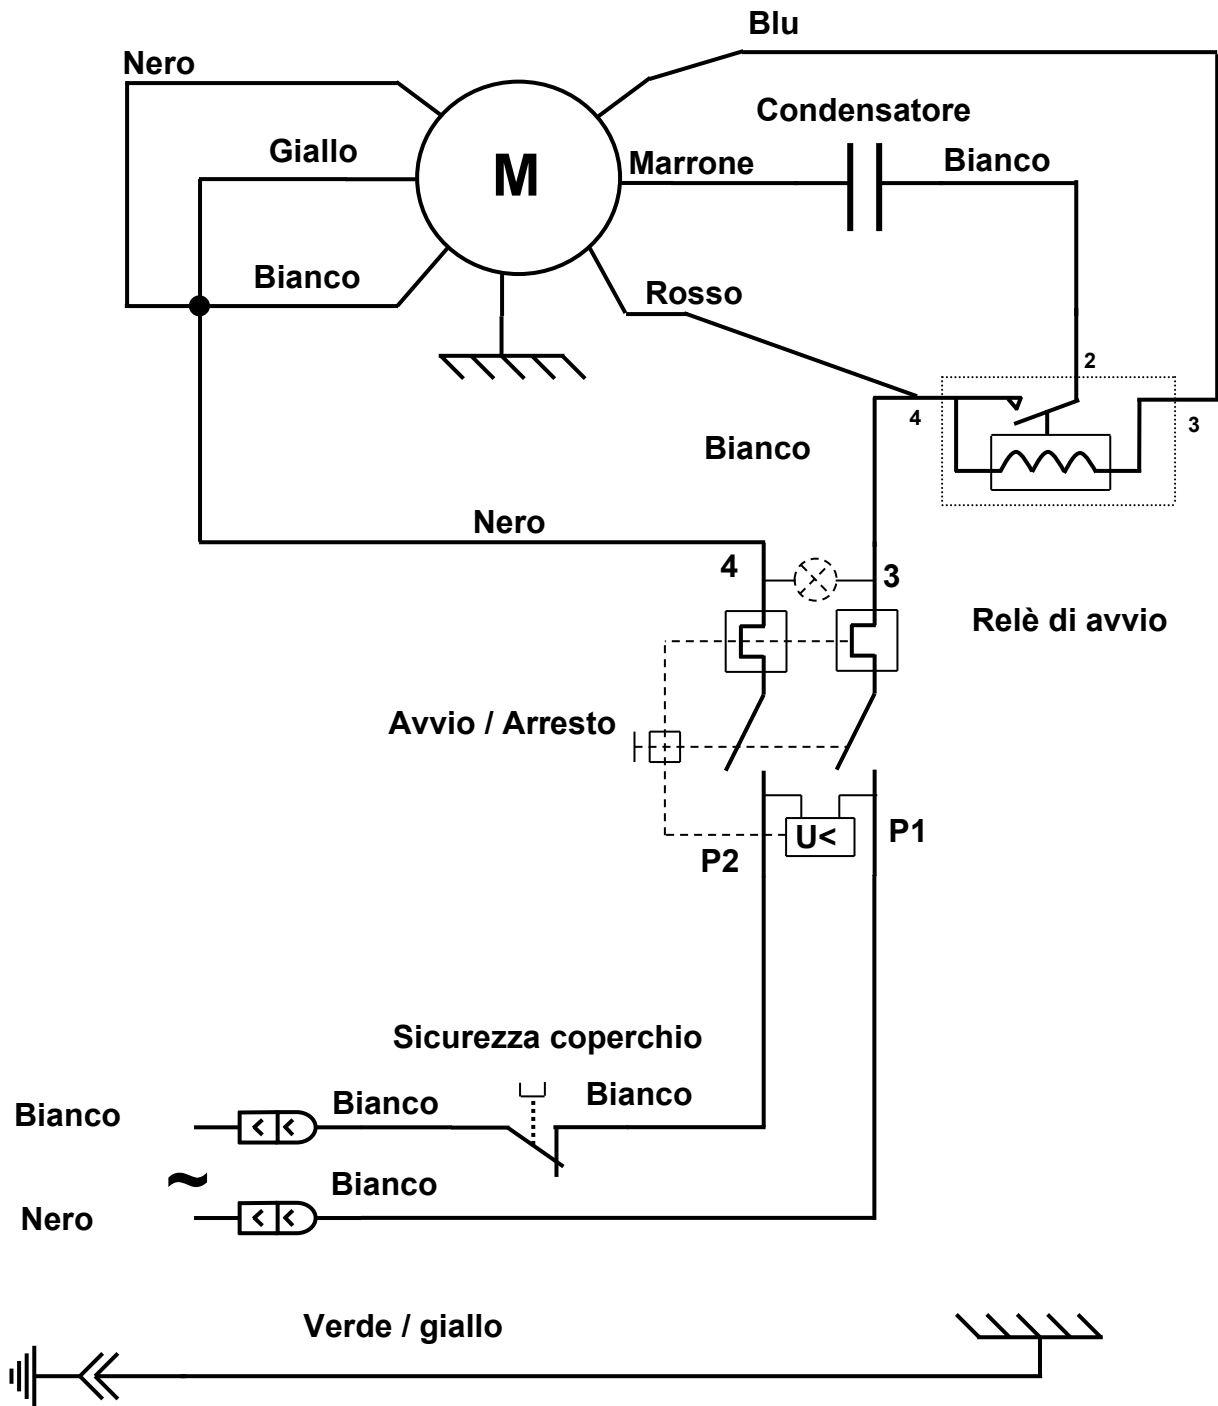 Blu
Nero
Condensatore
Giallo
M
Marrone
Bianco
Bianco
Rosso
2
4
3
Bianco
Nero
4
3
Relè di avvio
Avvio / Arresto
U<
P1
P2
Sicurezza coperchio
Bianco
Bianco
Bianco
~
Bianco
Nero
Verde / giallo